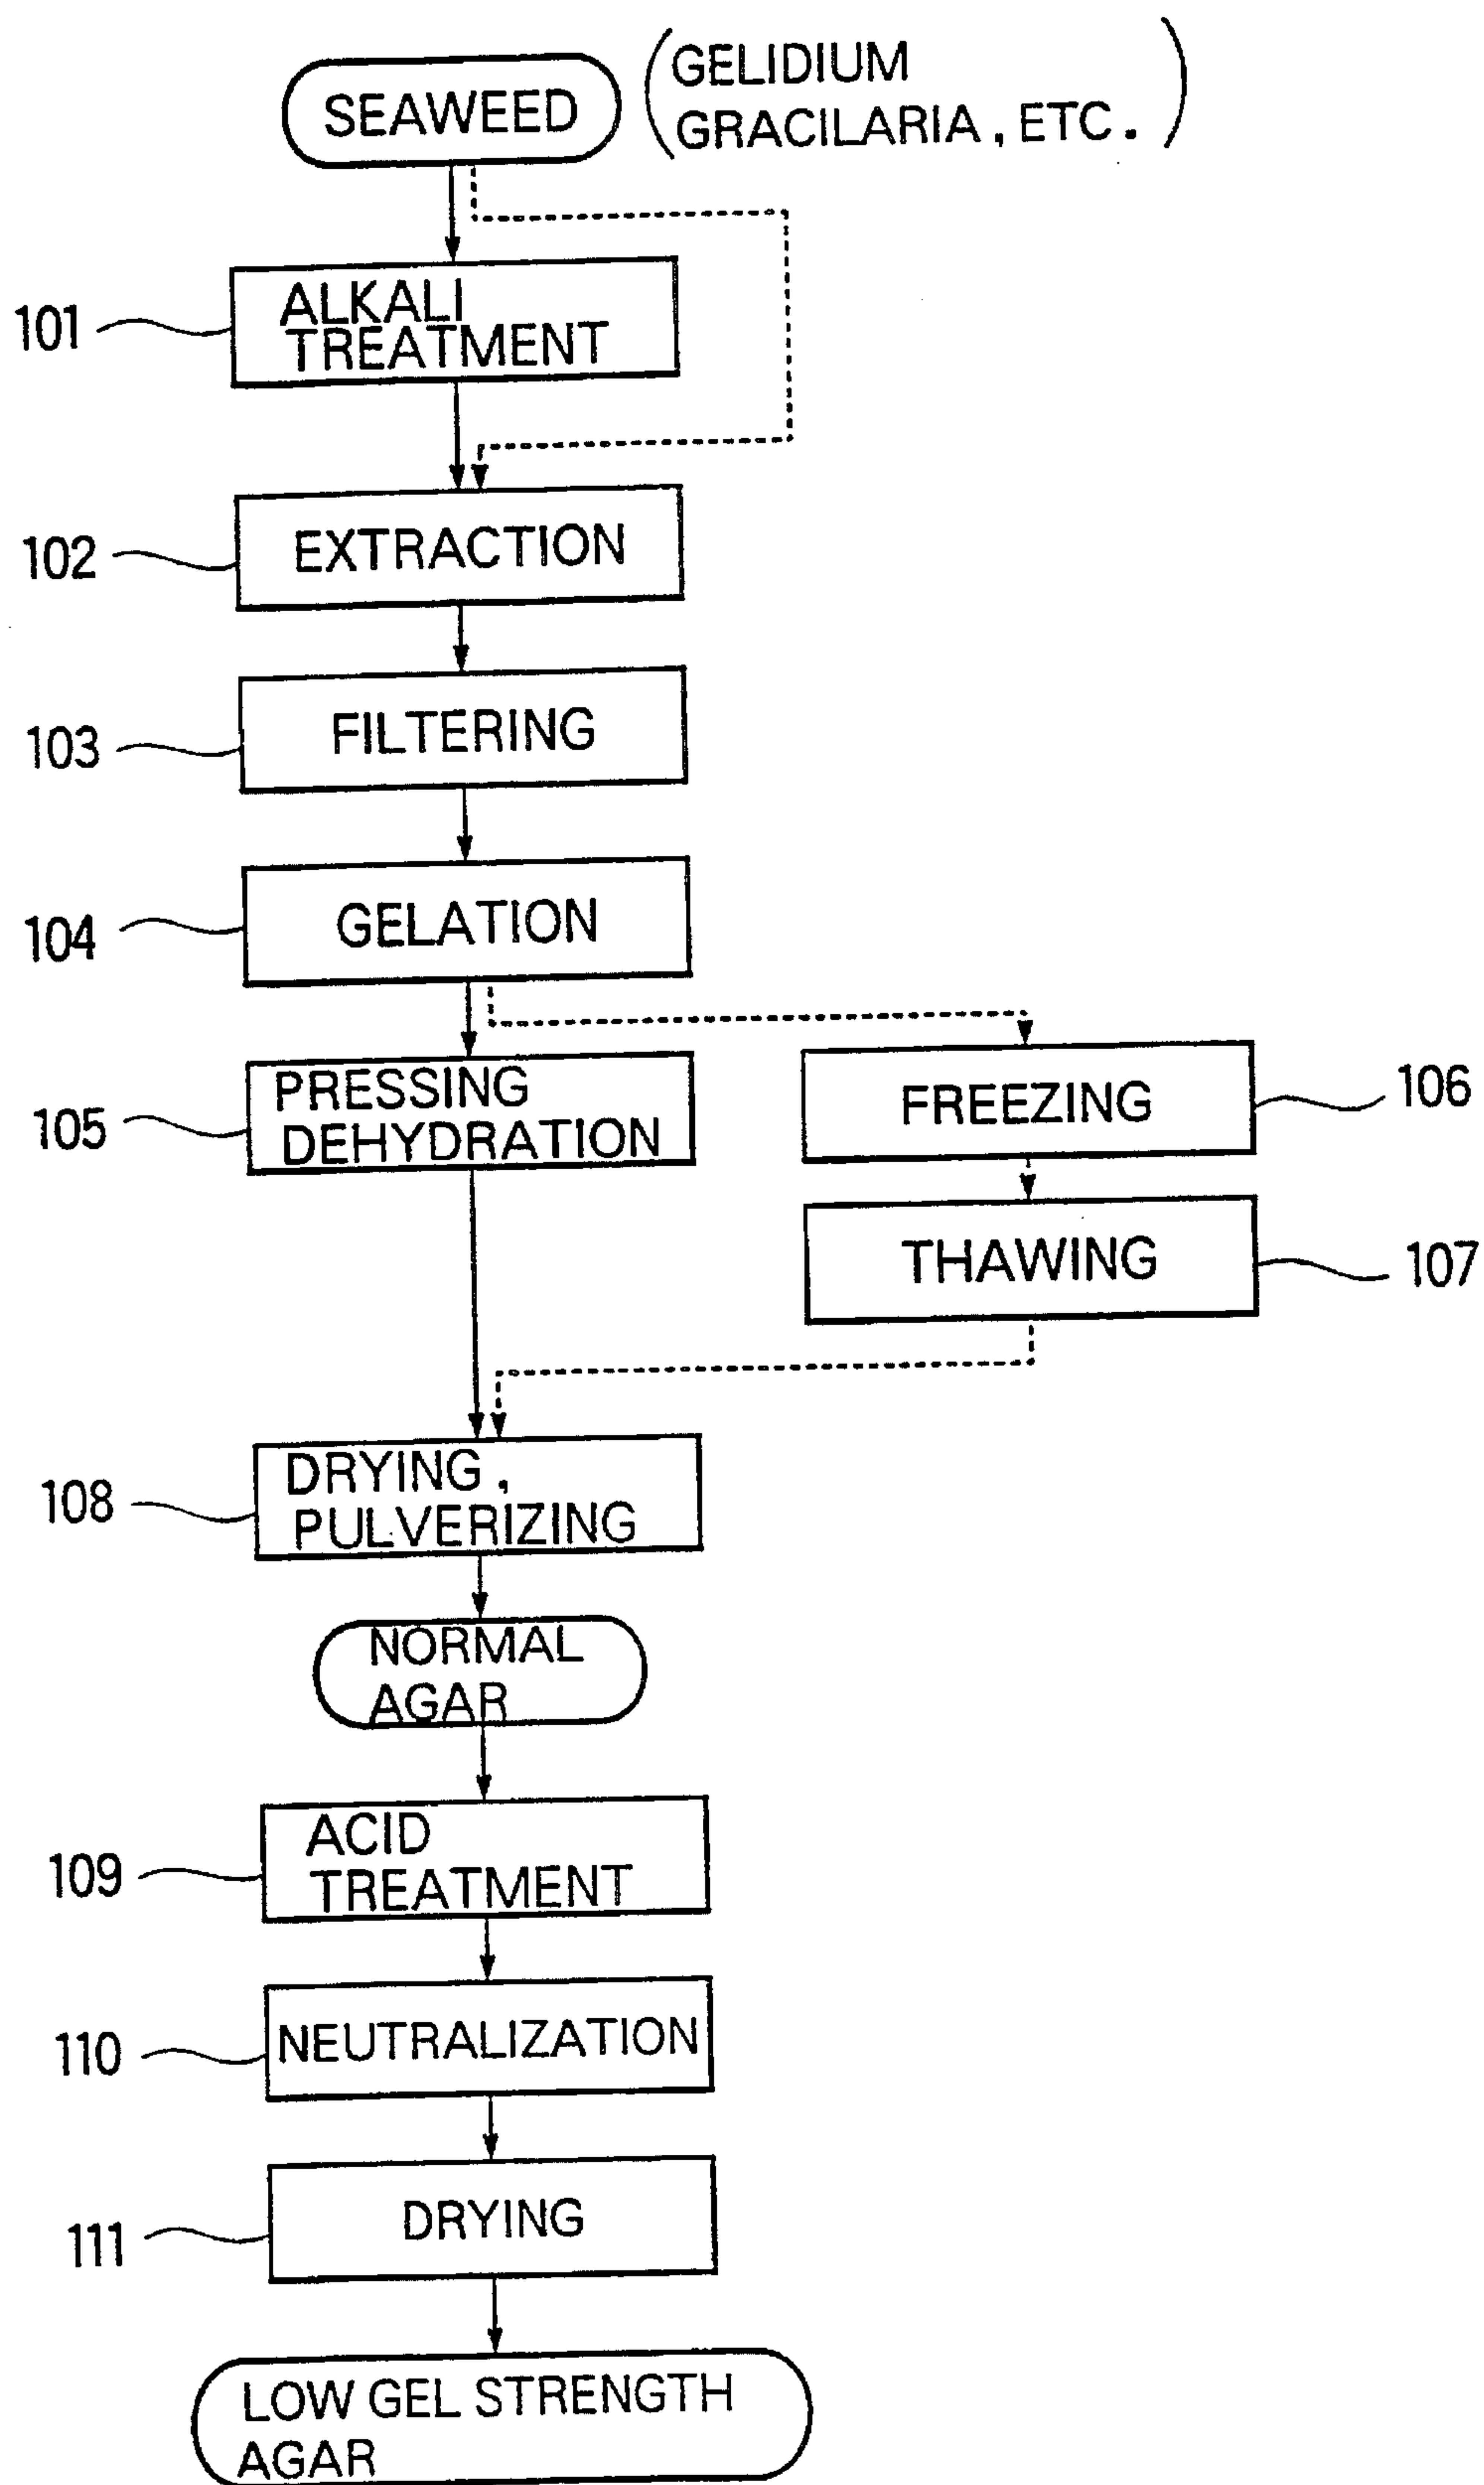 SEAWEED
GELIDIUM
GRACILARIA, ETC.
101
ALKALI
TREATMENT
102
EXTRACTION
103
FILTERING
104
GELATION
105
PRESSING
DEHYDRATION
FREEZING
106
THAWING
107
108
DRYING,
PULVERIZING
NORMAL
AGAR
109
ACID
TREATMENT
110
NEUTRALIZATION
111
DRYING
LOW GEL STRENGTH
AGAR